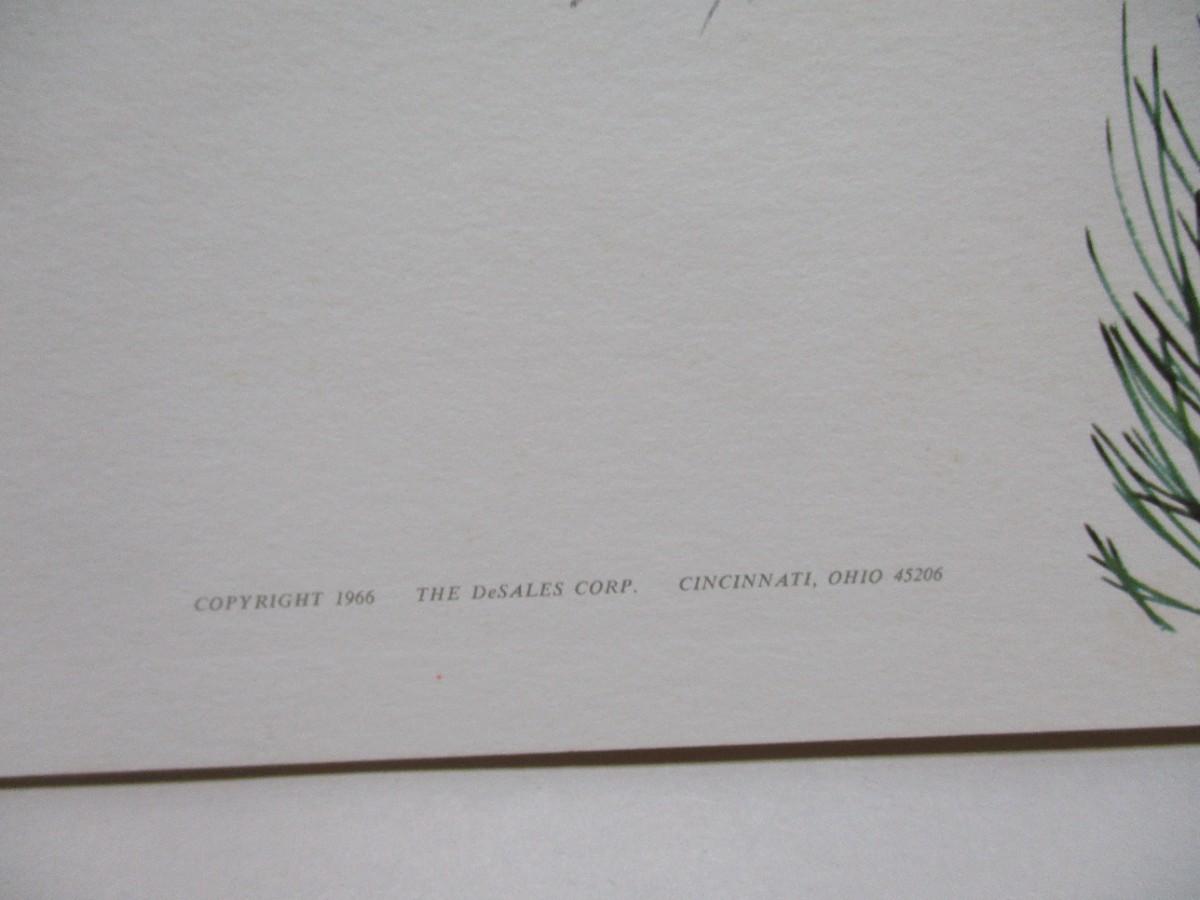 COPYRIGHT 1966 THE DeSALES CORP. CINCINNATI, OHIO 45206